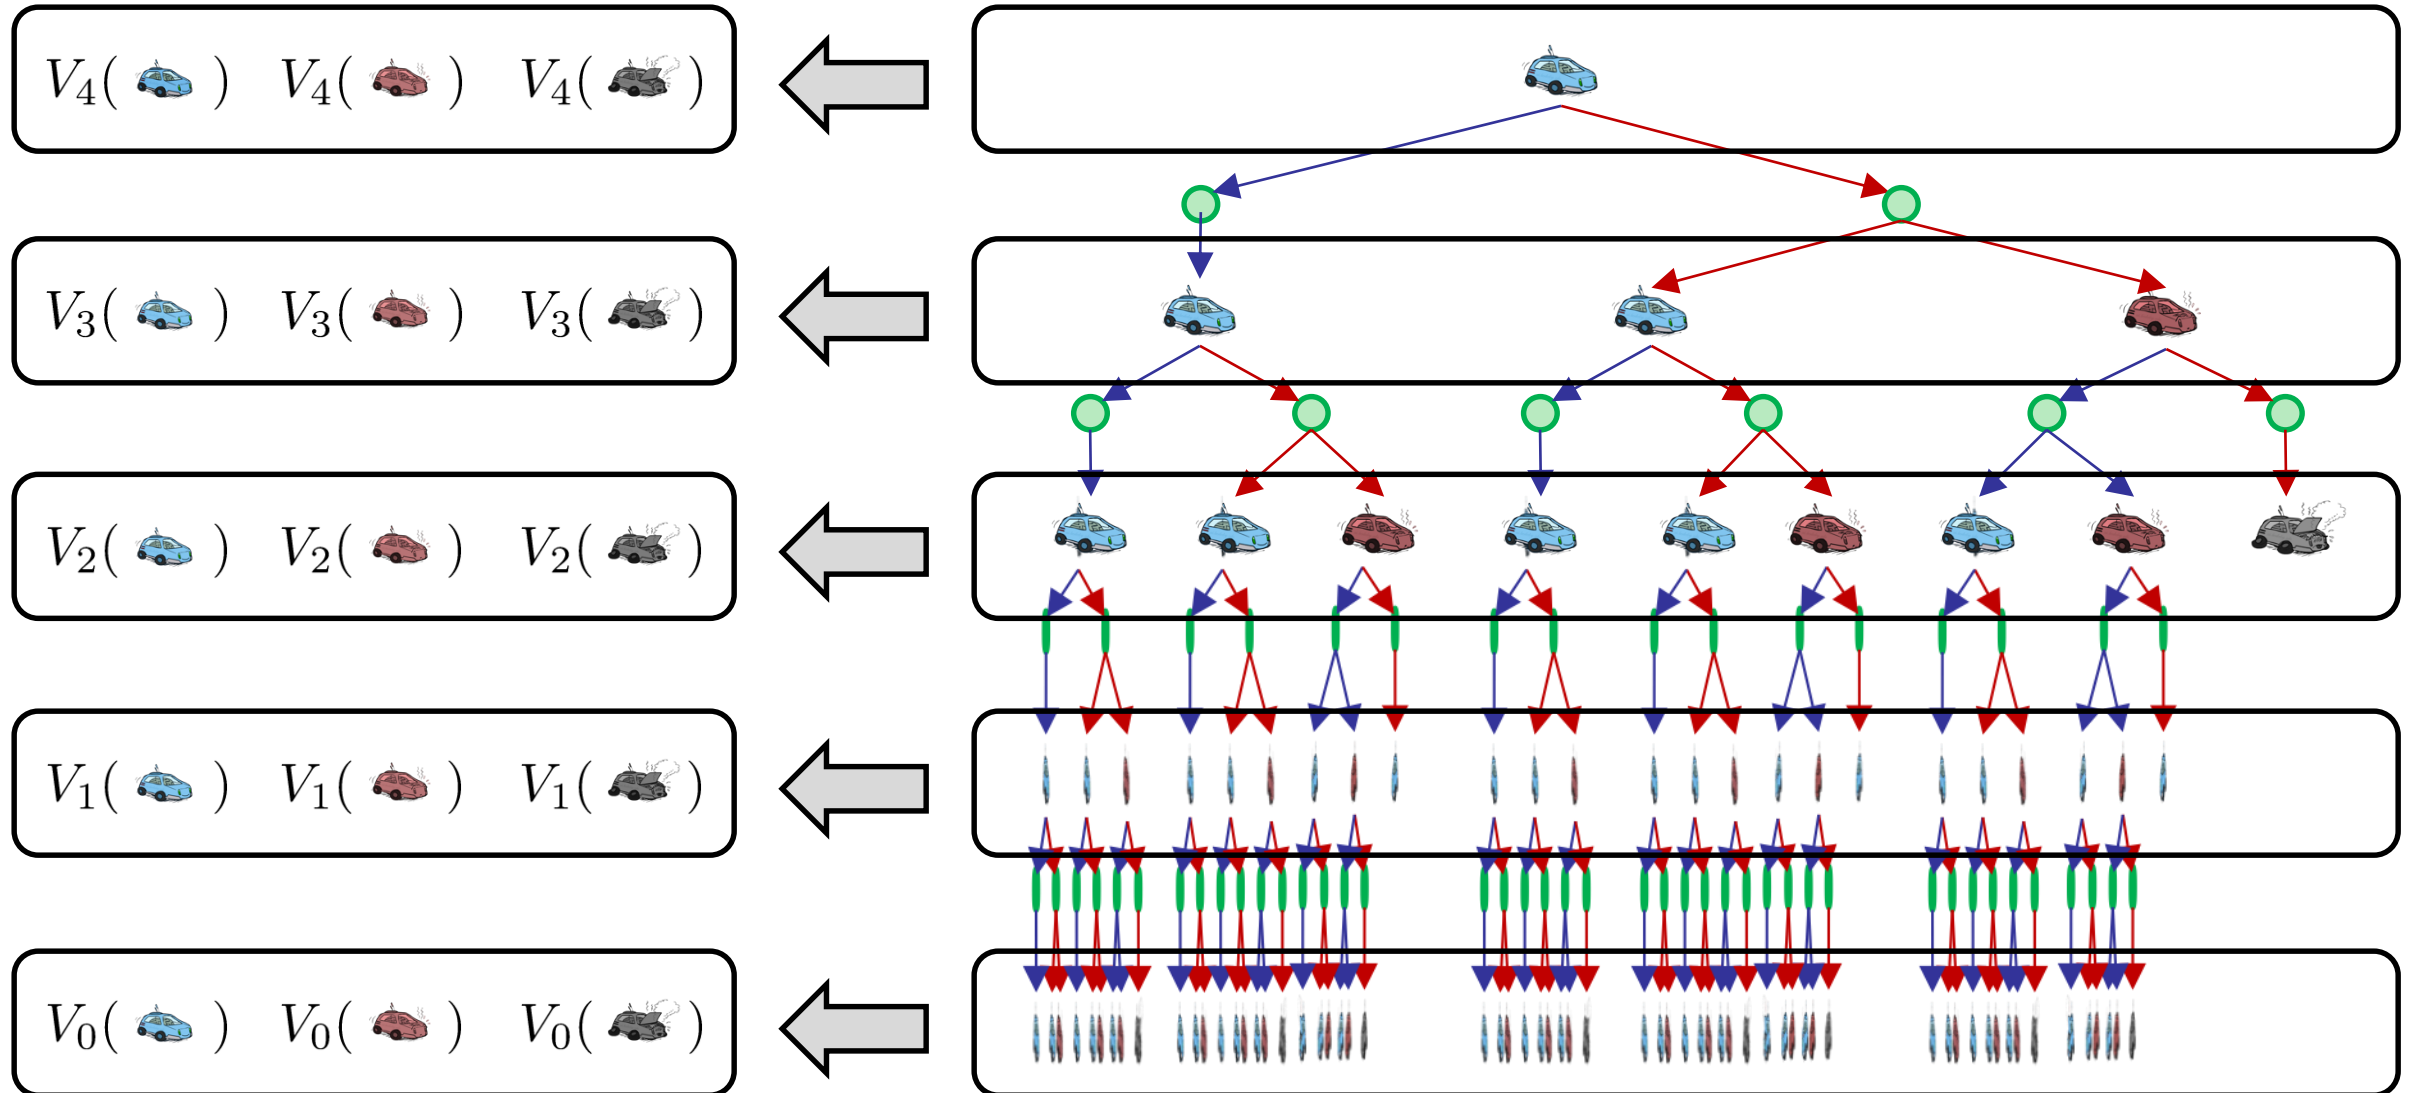 V₄( ) V₄( ) V₄( )
V₃( ) V₃( ) V₃( )
V₂( ) V₂( ) V₂( )
V₁( ) V₁( ) V₁( )
V₀( ) V₀( ) V₀( )